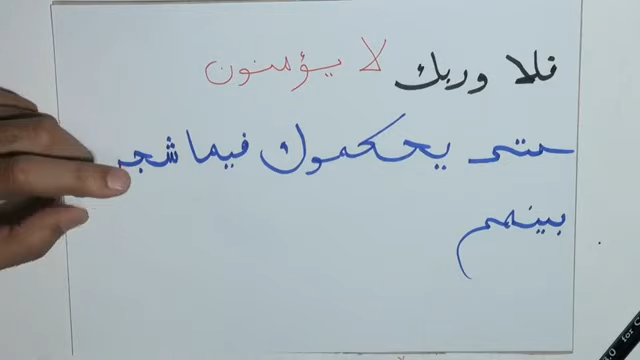 فلا وربك لا يؤمنون
حتى يحكموك فيما شجر
بينهم